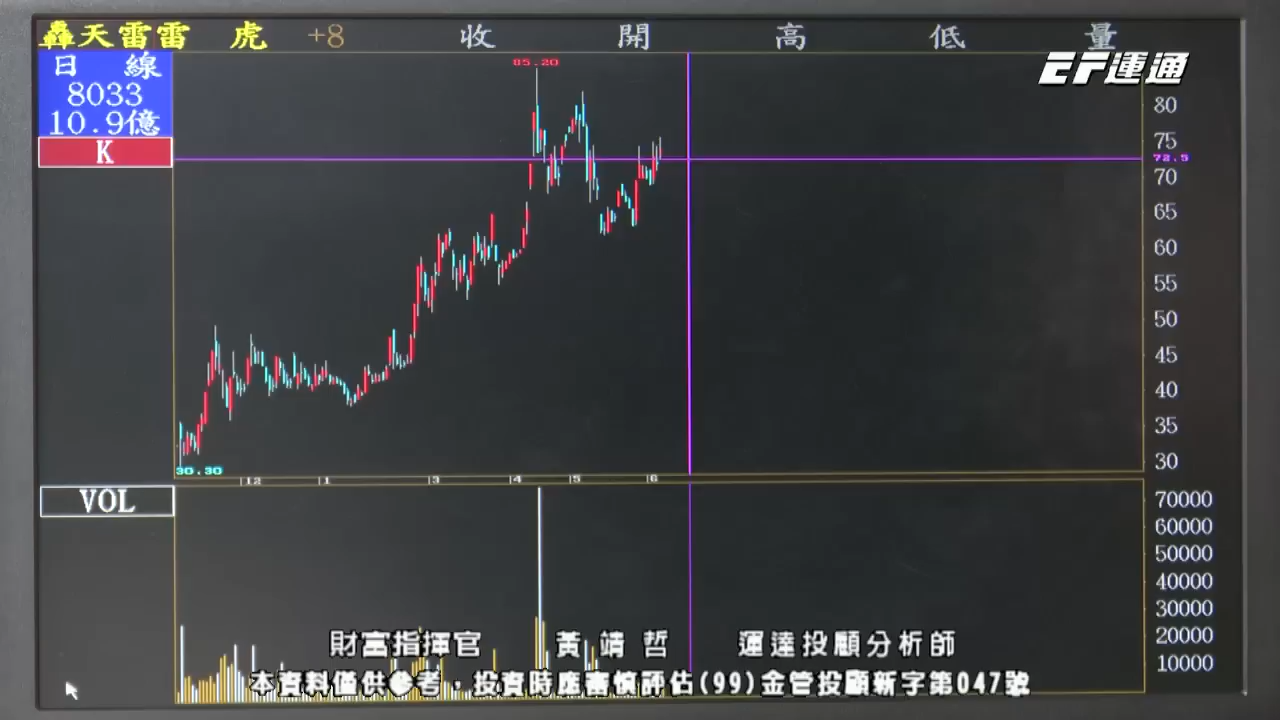 轟天雷雷 虎 +8 收 開 高 低 量
EF運通
日 線
8033
10.9億
K
85.20
80
75
72.5
70
65
60
55
50
45
40
35
30
30.30
12 1 3 4 5 6
VOL
70000
60000
50000
40000
30000
20000
10000
財富指揮官 黃靖哲 運達投顧分析師
本資料僅供參考，投資時應審慎評估(99)金管投顧新字第047號